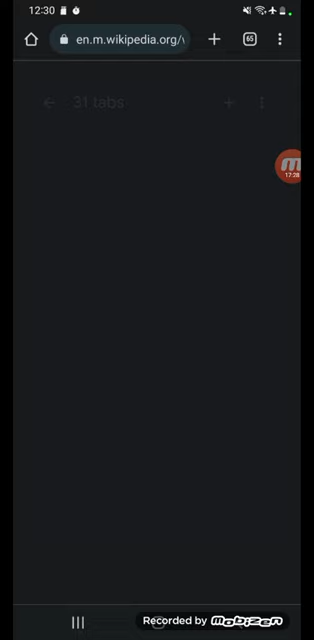 12:30
en.m.wikipedia.org/
65
31 tabs
17:28
Recorded by mobizen